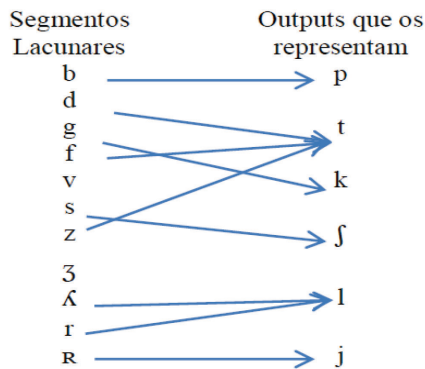 Segmentos
Lacunares
b
d
g
f
v
s
z
ʒ
ʎ
r
ʀ
Outputs que os
representam
p
t
k
ʃ
l
j